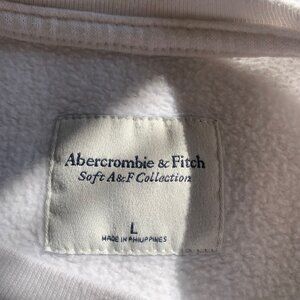 Abercrombie & Fitch
Soft A&F Collection
L
MADE IN PHILIPPINES